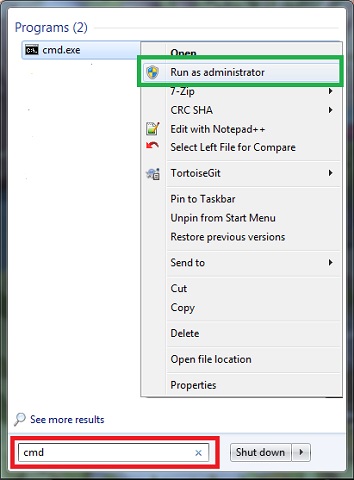 Programs (2)
cmd.exe
Open
Run as administrator
7-Zip
CRC SHA
Edit with Notepad++
Select Left File for Compare
TortoiseGit
Pin to Taskbar
Unpin from Start Menu
Restore previous versions
Send to
Cut
Copy
Delete
Open file location
Properties
See more results
cmd
Shut down